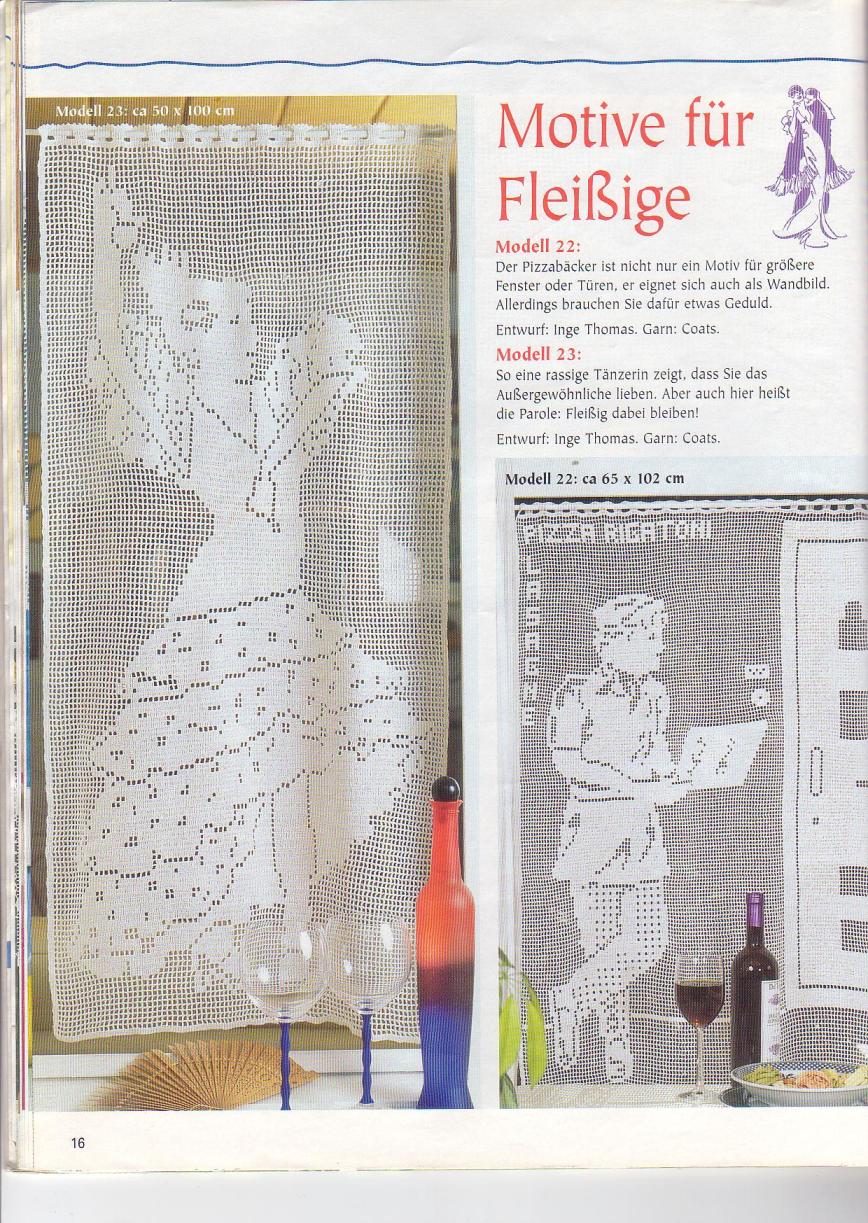 Modell 23: ca 50 x 100 cm
Motive für
Fleißige
Modell 22:
Der Pizzabäcker ist nicht nur ein Motiv für größere
Fenster oder Türen, er eignet sich auch als Wandbild.
Allerdings brauchen Sie dafür etwas Geduld.
Entwurf: Inge Thomas. Garn: Coats.
Modell 23:
So eine rassige Tänzerin zeigt, dass Sie das
Außergewöhnliche lieben. Aber auch hier heißt
die Parole: Fleißig dabei bleiben!
Entwurf: Inge Thomas. Garn: Coats.
Modell 22: ca 65 x 102 cm
PIZZA RIGATONI
LASAGNE
16